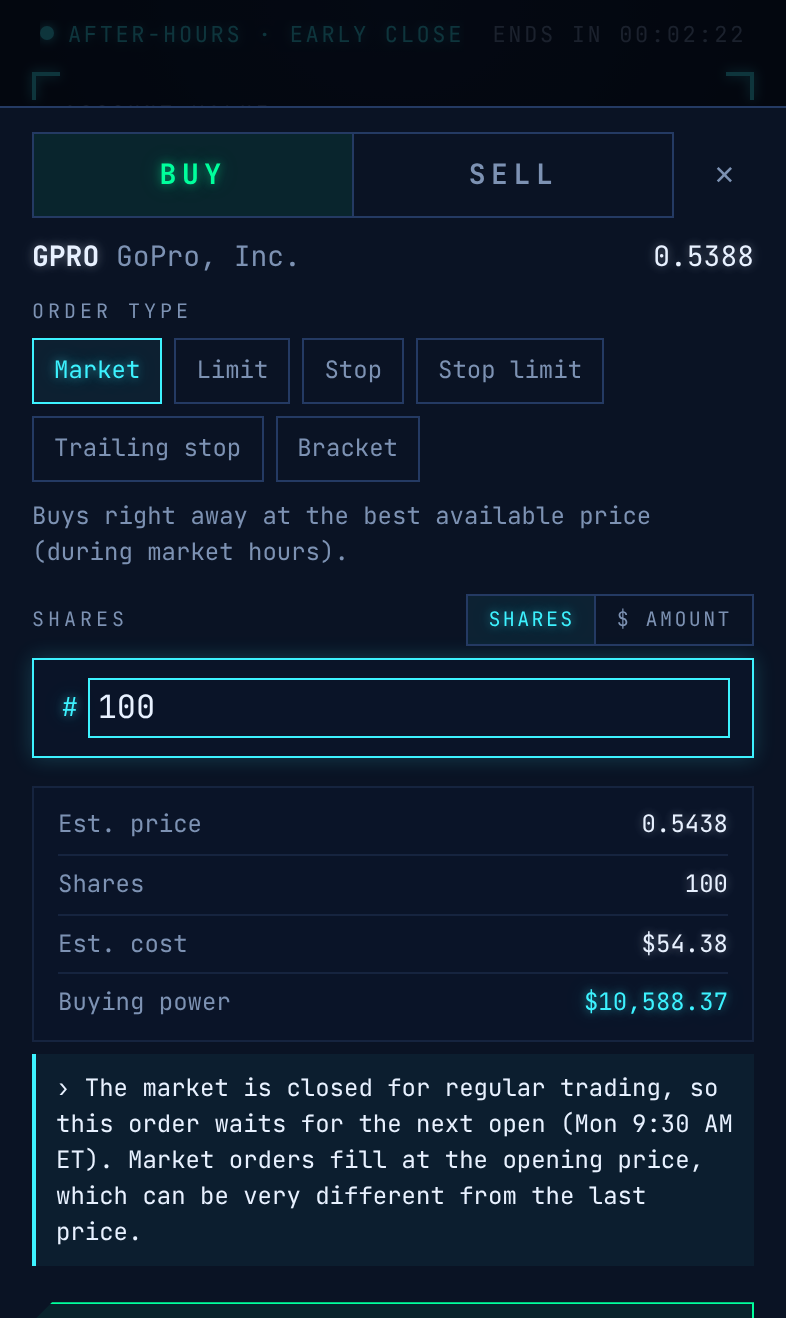 AFTER-HOURS · EARLY CLOSE ENDS IN 00:02:22
BUY SELL ×
GPRO GoPro, Inc. 0.5388
ORDER TYPE
Market Limit Stop Stop limit
Trailing stop Bracket
Buys right away at the best available price
(during market hours).
SHARES SHARES $ AMOUNT
# 100
Est. price 0.5438
Shares 100
Est. cost $54.38
Buying power $10,588.37
› The market is closed for regular trading, so
this order waits for the next open (Mon 9:30 AM
ET). Market orders fill at the opening price,
which can be very different from the last
price.